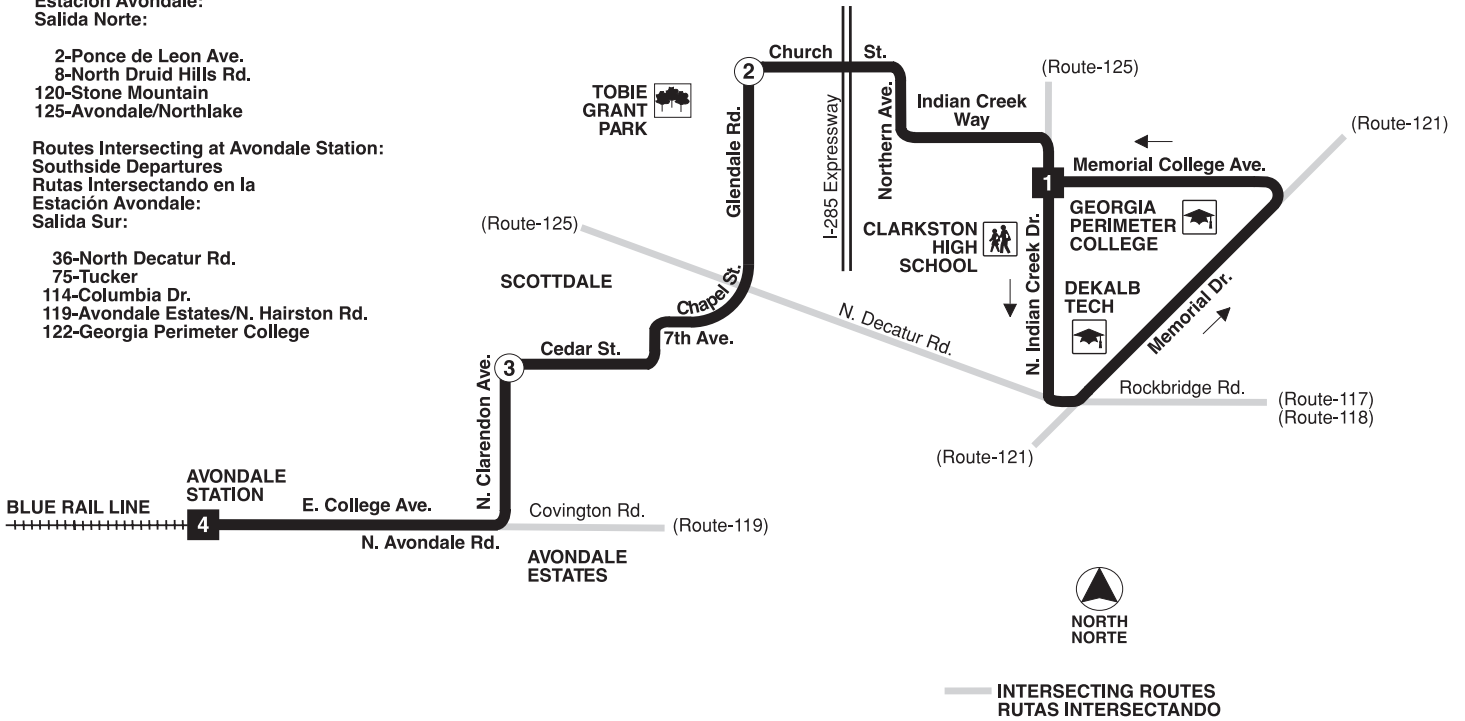 Estación Avondale:
Salida Norte:
2-Ponce de Leon Ave.
8-North Druid Hills Rd.
120-Stone Mountain
125-Avondale/Northlake
Routes Intersecting at Avondale Station:
Southside Departures
Rutas Intersectando en la
Estación Avondale:
Salida Sur:
36-North Decatur Rd.
75-Tucker
114-Columbia Dr.
119-Avondale Estates/N. Hairston Rd.
122-Georgia Perimeter College
TOBIE
GRANT
PARK
2
Church St.
Glendale Rd.
I-285 Expressway
Northern Ave.
Indian Creek
Way
(Route-125)
(Route-121)
Memorial College Ave.
1
GEORGIA
PERIMETER
COLLEGE
CLARKSTON
HIGH
SCHOOL
N. Indian Creek Dr.
DEKALB
TECH
Memorial Dr.
(Route-125)
SCOTTDALE
Chapel St.
7th Ave.
N. Decatur Rd.
Cedar St.
3
N. Clarendon Ave.
Rockbridge Rd.
(Route-117)
(Route-118)
(Route-121)
AVONDALE
STATION
BLUE RAIL LINE
4
E. College Ave.
N. Avondale Rd.
Covington Rd.
(Route-119)
AVONDALE
ESTATES
NORTH
NORTE
INTERSECTING ROUTES
RUTAS INTERSECTANDO